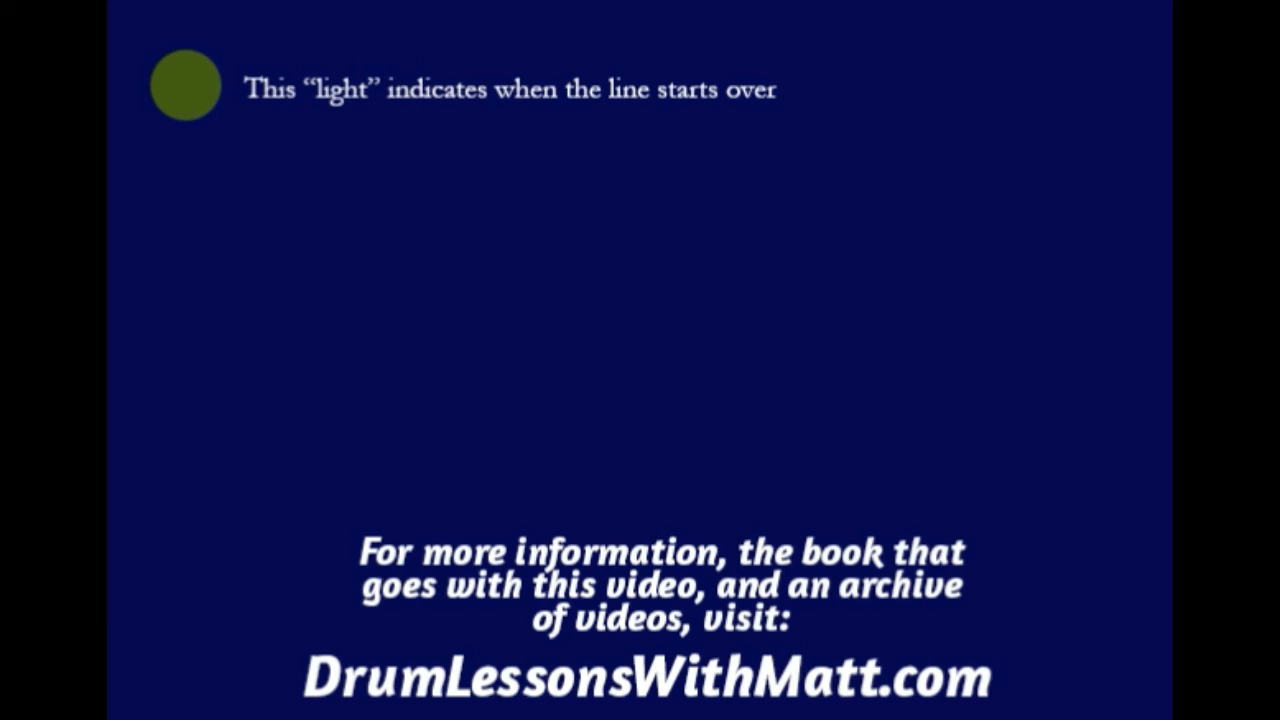 This “light” indicates when the line starts over
For more information, the book that
goes with this video, and an archive
of videos, visit:
DrumLessonsWithMatt.com